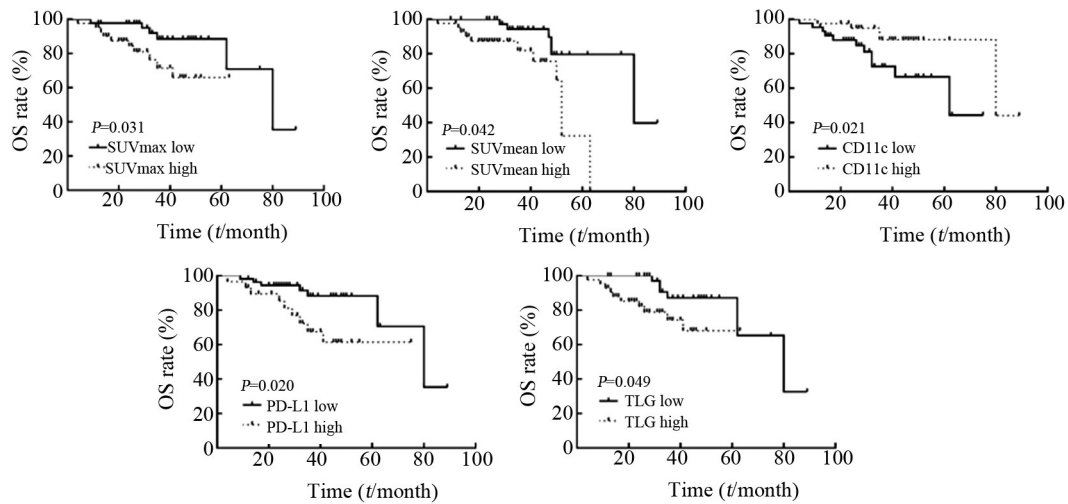 100
80
60
40
20
0
OS rate (%)
P=0.031
SUVmax low
SUVmax high
20 40 60 80 100
Time (t/month)
100
80
60
40
20
0
OS rate (%)
P=0.042
SUVmean low
SUVmean high
20 40 60 80 100
Time (t/month)
100
80
60
40
20
0
OS rate (%)
P=0.021
CD11c low
CD11c high
20 40 60 80 100
Time (t/month)
100
80
60
40
20
0
OS rate (%)
P=0.020
PD-L1 low
PD-L1 high
20 40 60 80 100
Time (t/month)
100
80
60
40
20
0
OS rate (%)
P=0.049
TLG low
TLG high
20 40 60 80 100
Time (t/month)